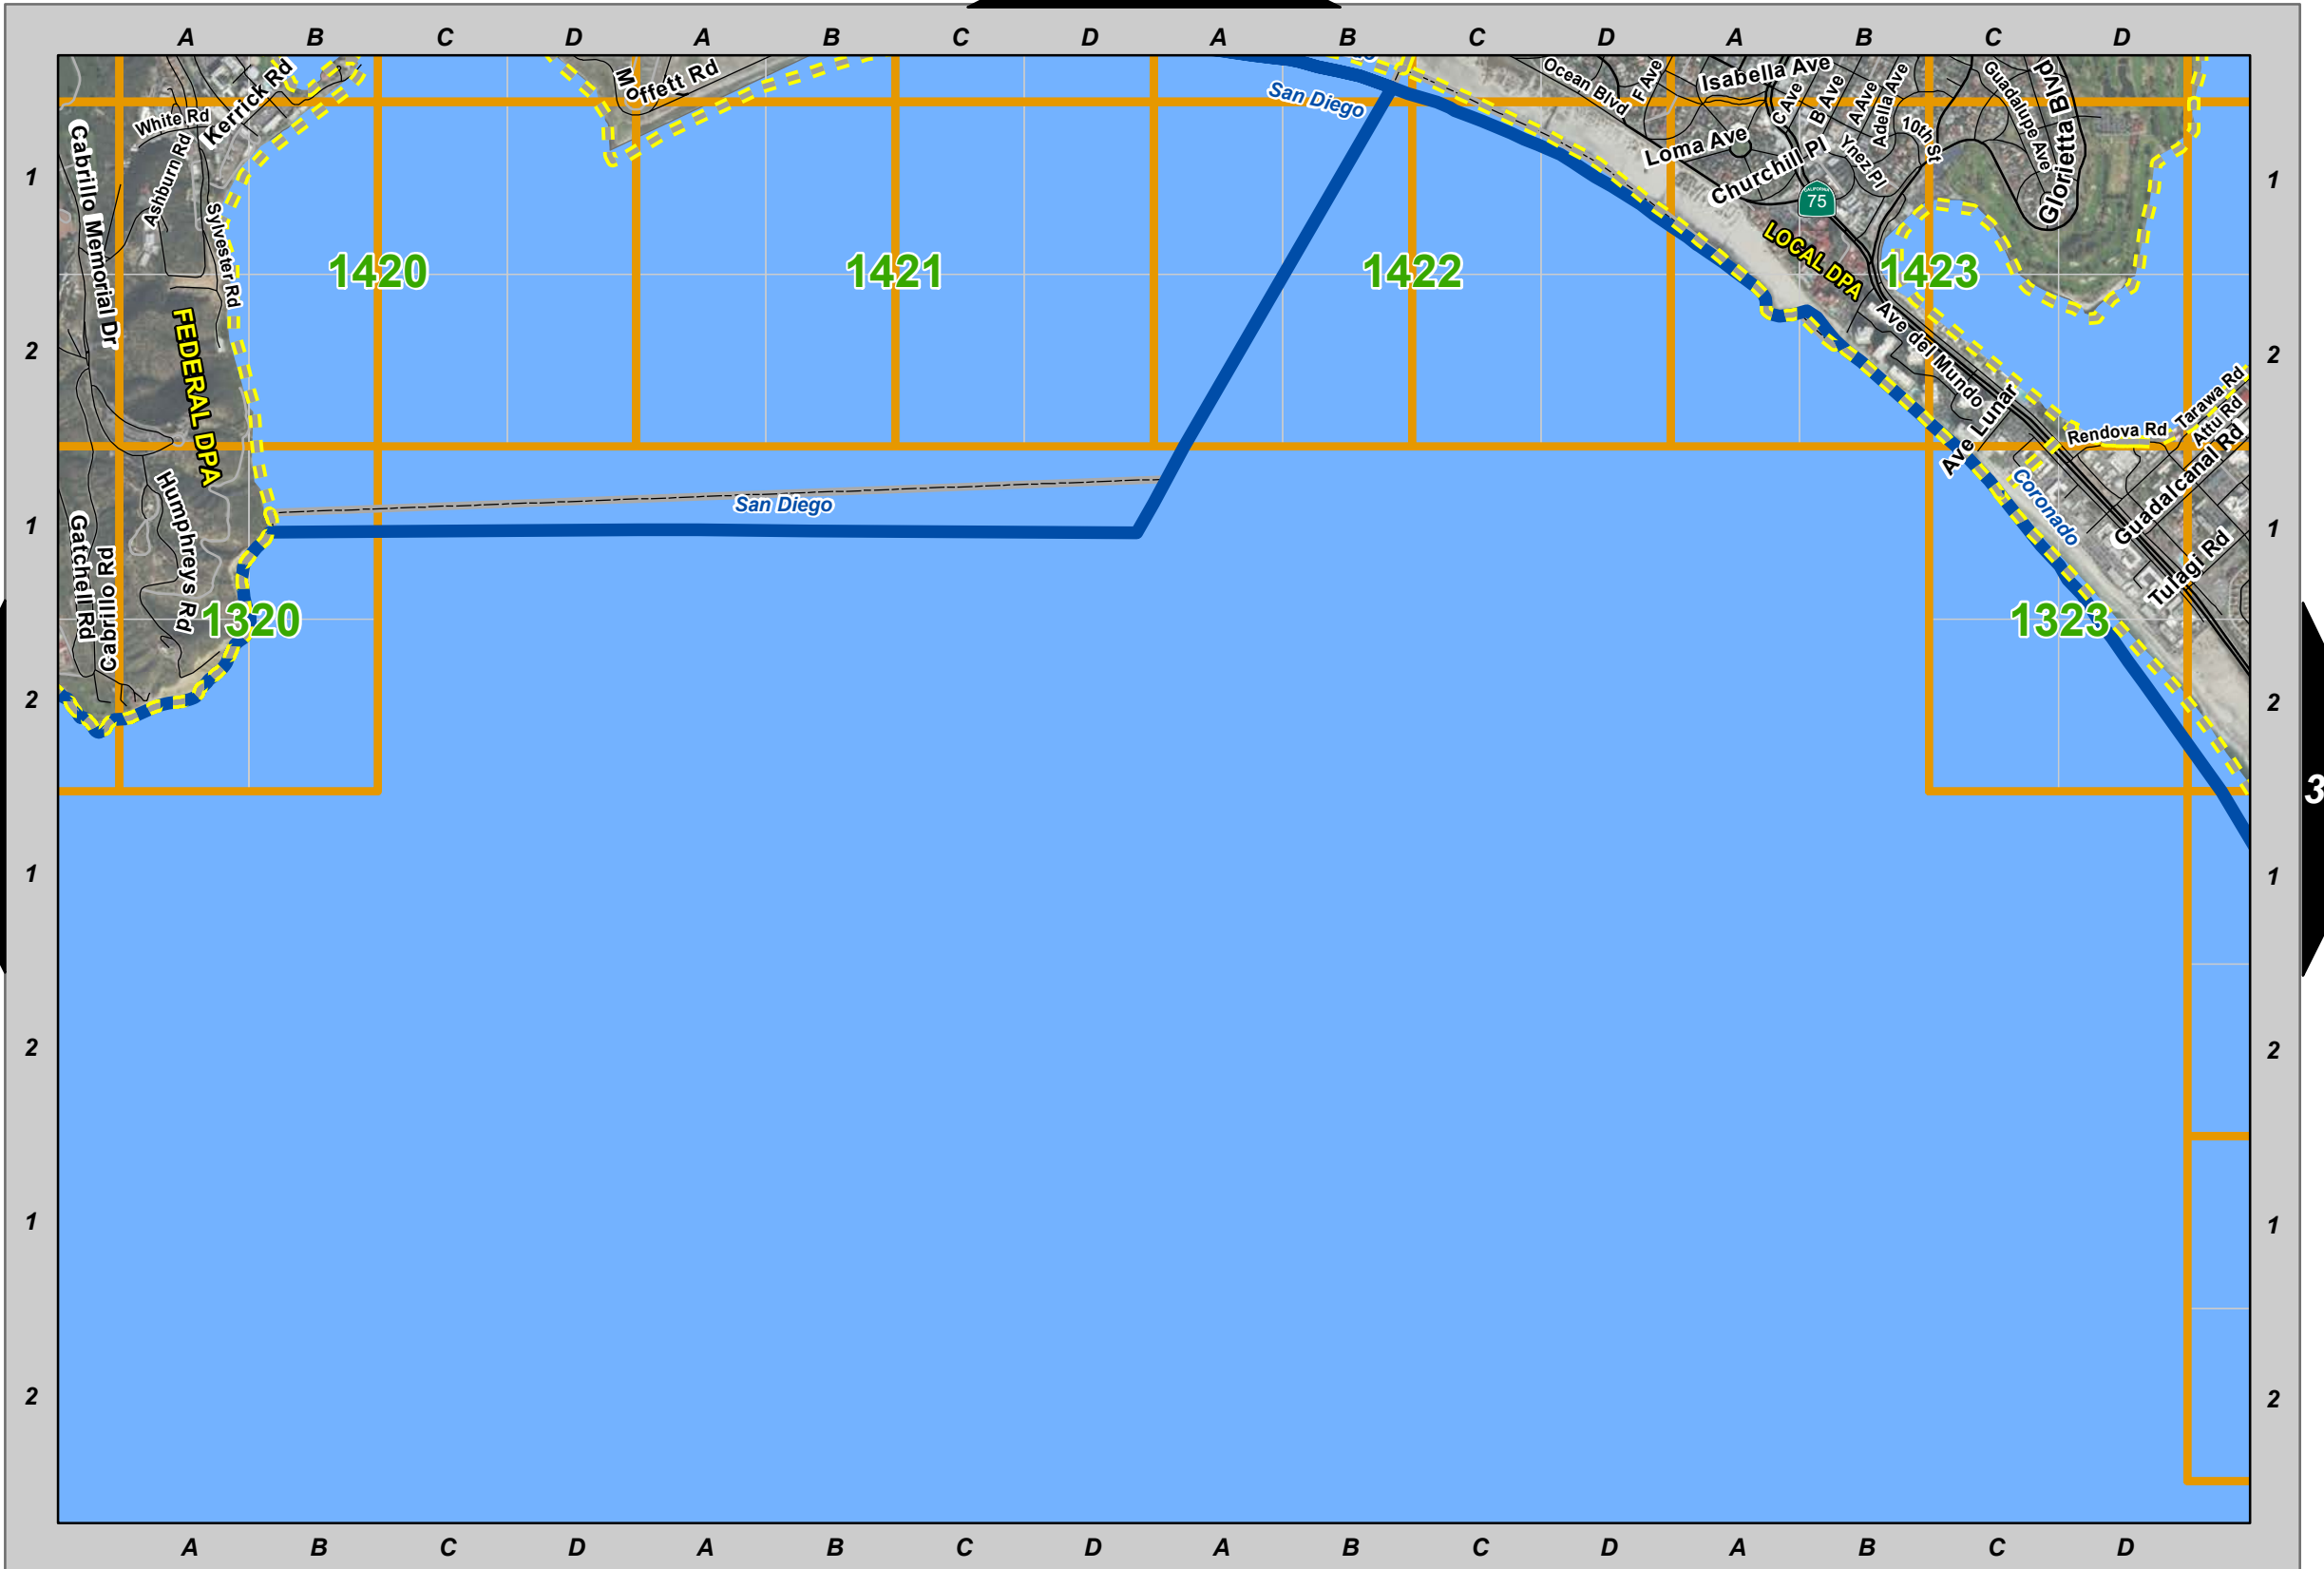 A B C D A B C D A B C D A B C D
Kerrick Rd
White Rd
Ashburn Rd
Sylvester Rd
Cabrillo Memorial Dr
Moffett Rd
San Diego
Ocean Blvd
F Ave
Isabella Ave
C Ave
B Ave
A Ave
Adella Ave
10th St
Guadalupe Ave
Glorietta Blvd
Loma Ave
Churchill Pl
Ynez Pl
CALIFORNIA
75
LOCAL DPA
1
1
1420
1421
1422
1423
FEDERAL DPA
2
2
Ave del Mundo
Ave Lunar
Rendova Rd
Tarawa Rd
Attu Rd
Guadalcanal Rd
Tulagi Rd
Coronado
San Diego
1
1
Humphreys Rd
Gatchell Rd
Cabrillo Rd
1320
1323
2
2
3
1
1
2
2
1
1
2
2
A B C D A B C D A B C D A B C D